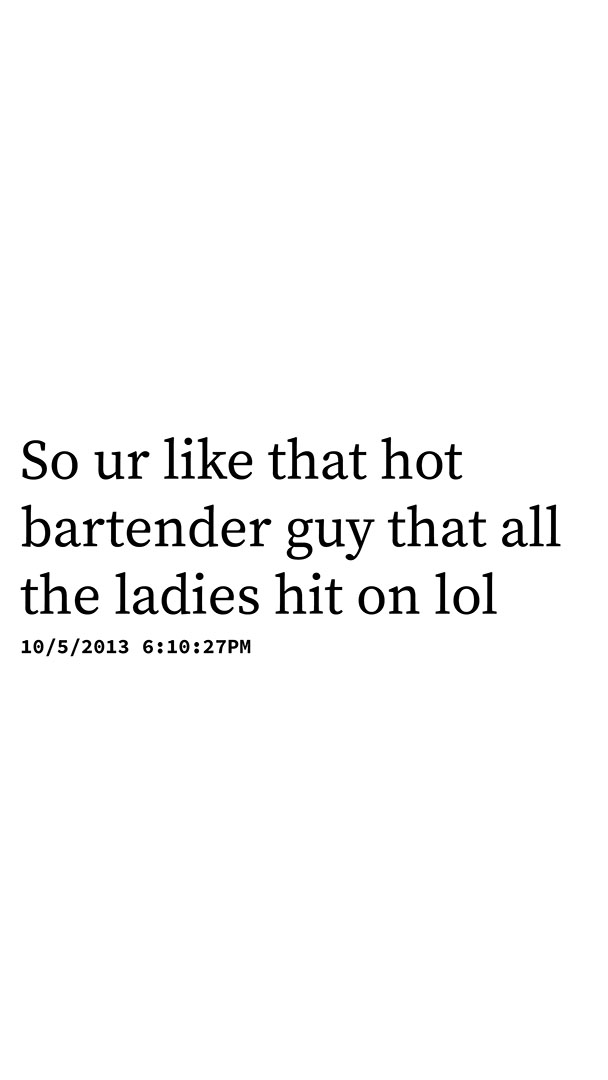 So ur like that hot
bartender guy that all
the ladies hit on lol
10/5/2013 6:10:27PM